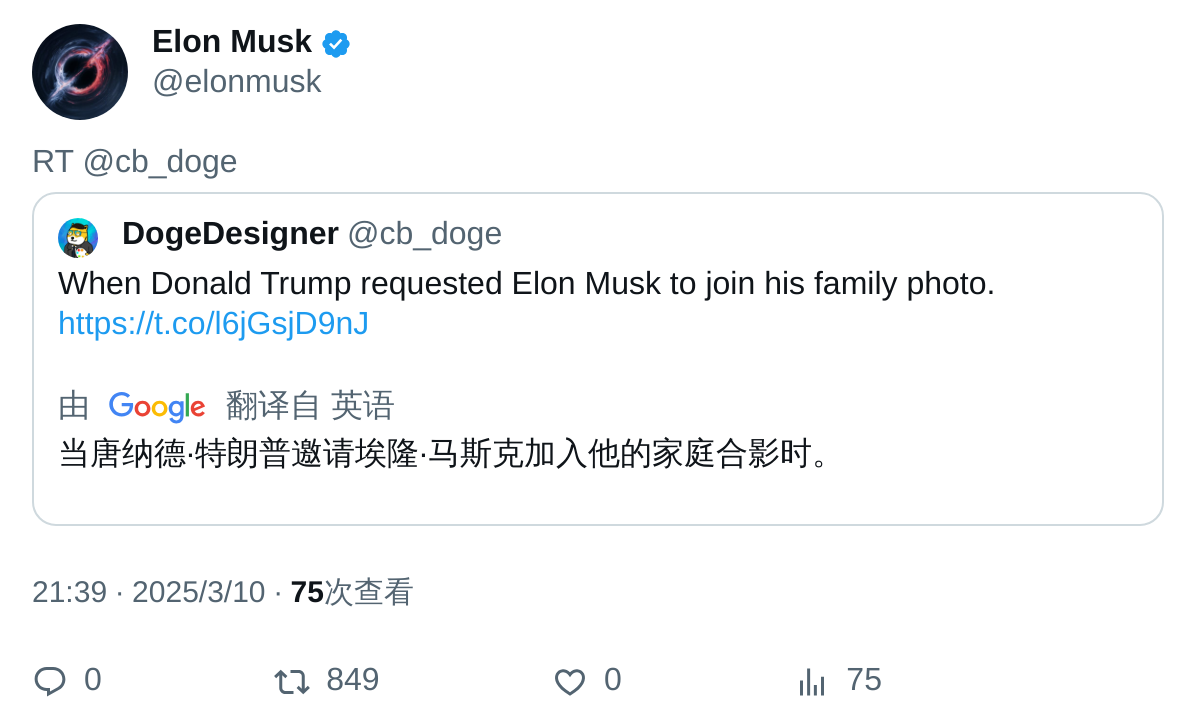 Elon Musk
@elonmusk
RT @cb_doge
DogeDesigner @cb_doge
When Donald Trump requested Elon Musk to join his family photo.
https://t.co/l6jGsjD9nJ
由 Google 翻译自 英语
当唐纳德·特朗普邀请埃隆·马斯克加入他的家庭合影时。
21:39 · 2025/3/10 · 75次查看
0 849 0 75